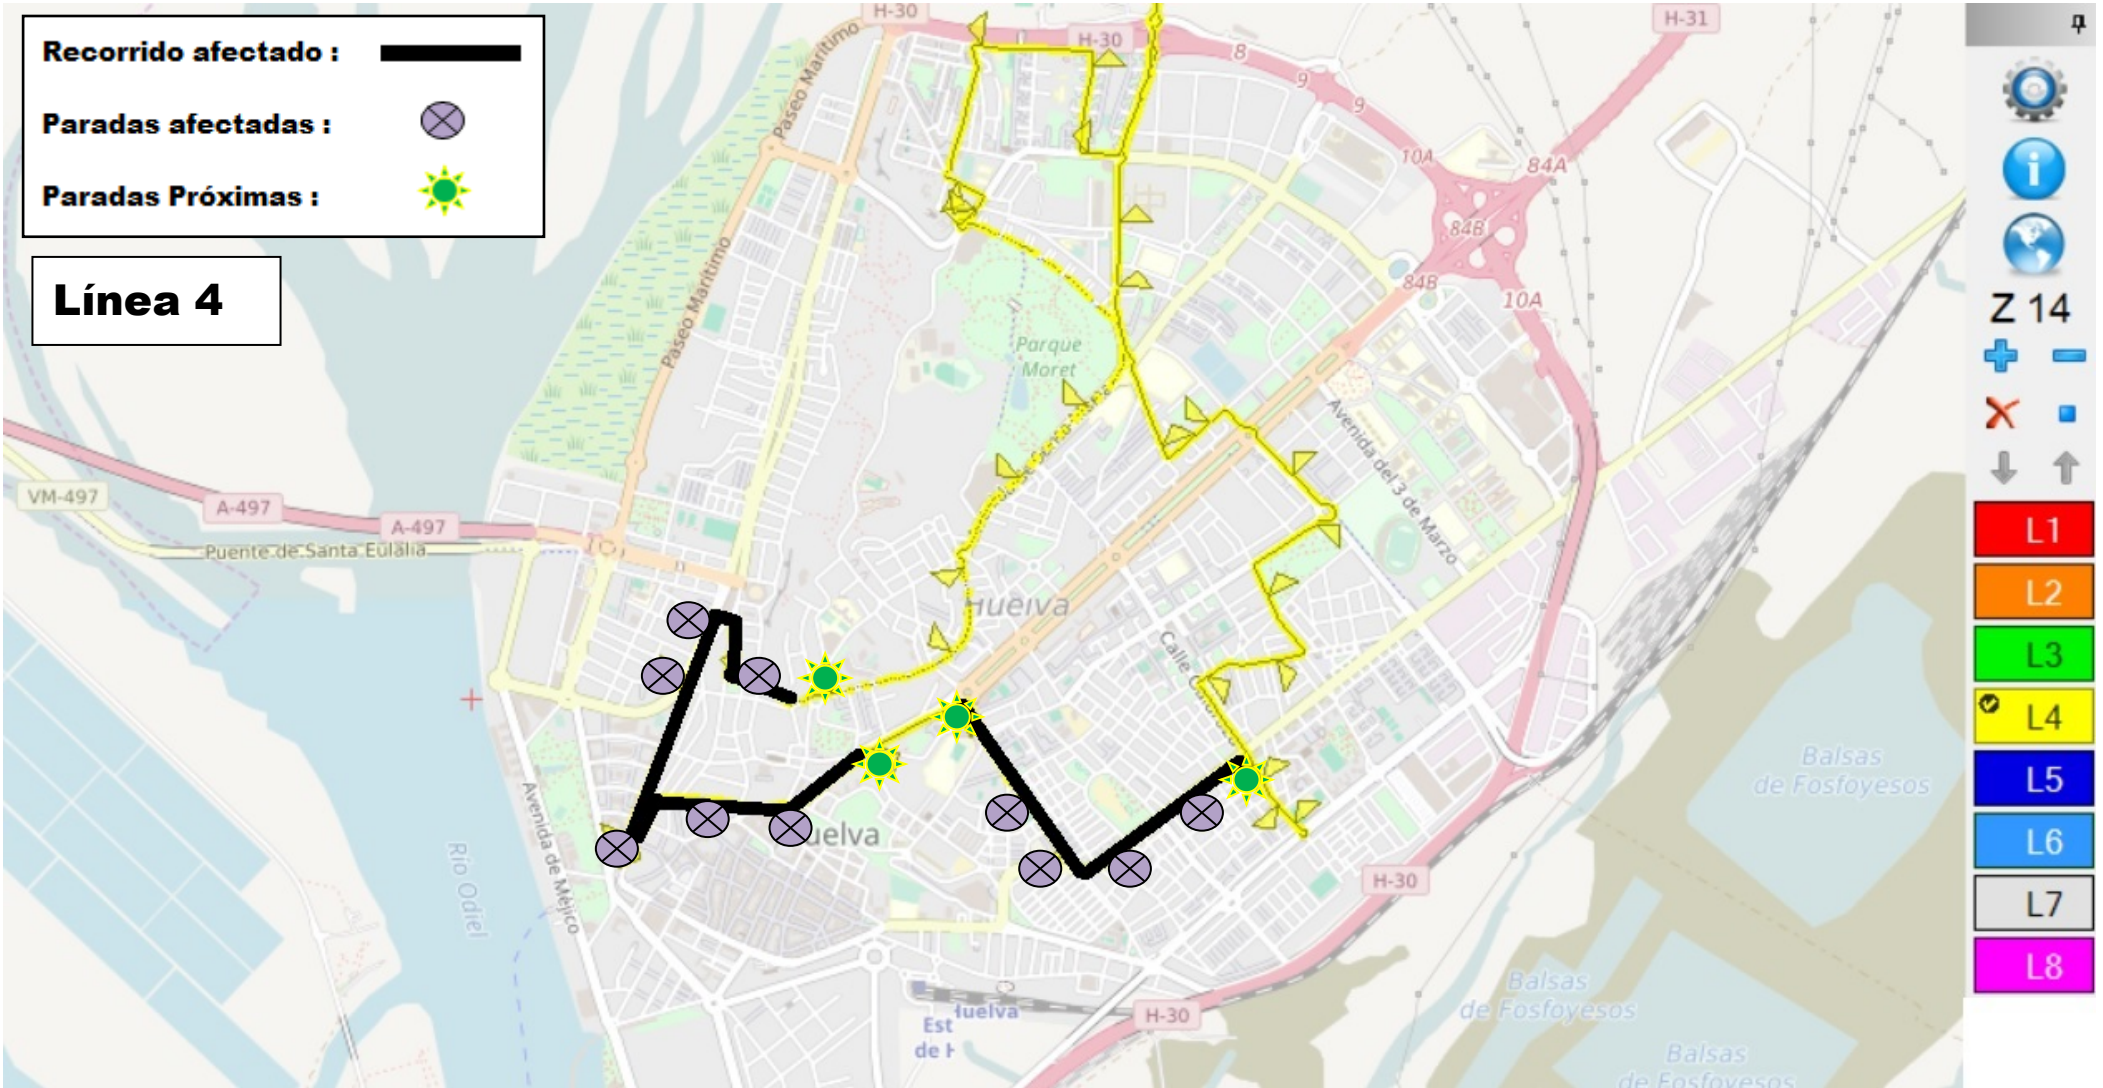 Recorrido afectado :
Paradas afectadas :
Paradas Próximas :
Línea 4
H-30
H-30
H-31
8
9
9
10A
84A
84B
84B
10A
Paseo Marítimo
Paseo Marítimo
Parque
Moret
Avenida del 3 de Marzo
VM-497
A-497
A-497
Puente de Santa Eulalia
Huelva
Calle
Avenida de Méjico
Río Odiel
uelva
H-30
H-30
Huelva
Est
de H
Balsas
de Fosfoyesos
Balsas
de Fosfoyesos
Balsas
de Fosfoyesos
Z 14
L1
L2
L3
L4
L5
L6
L7
L8